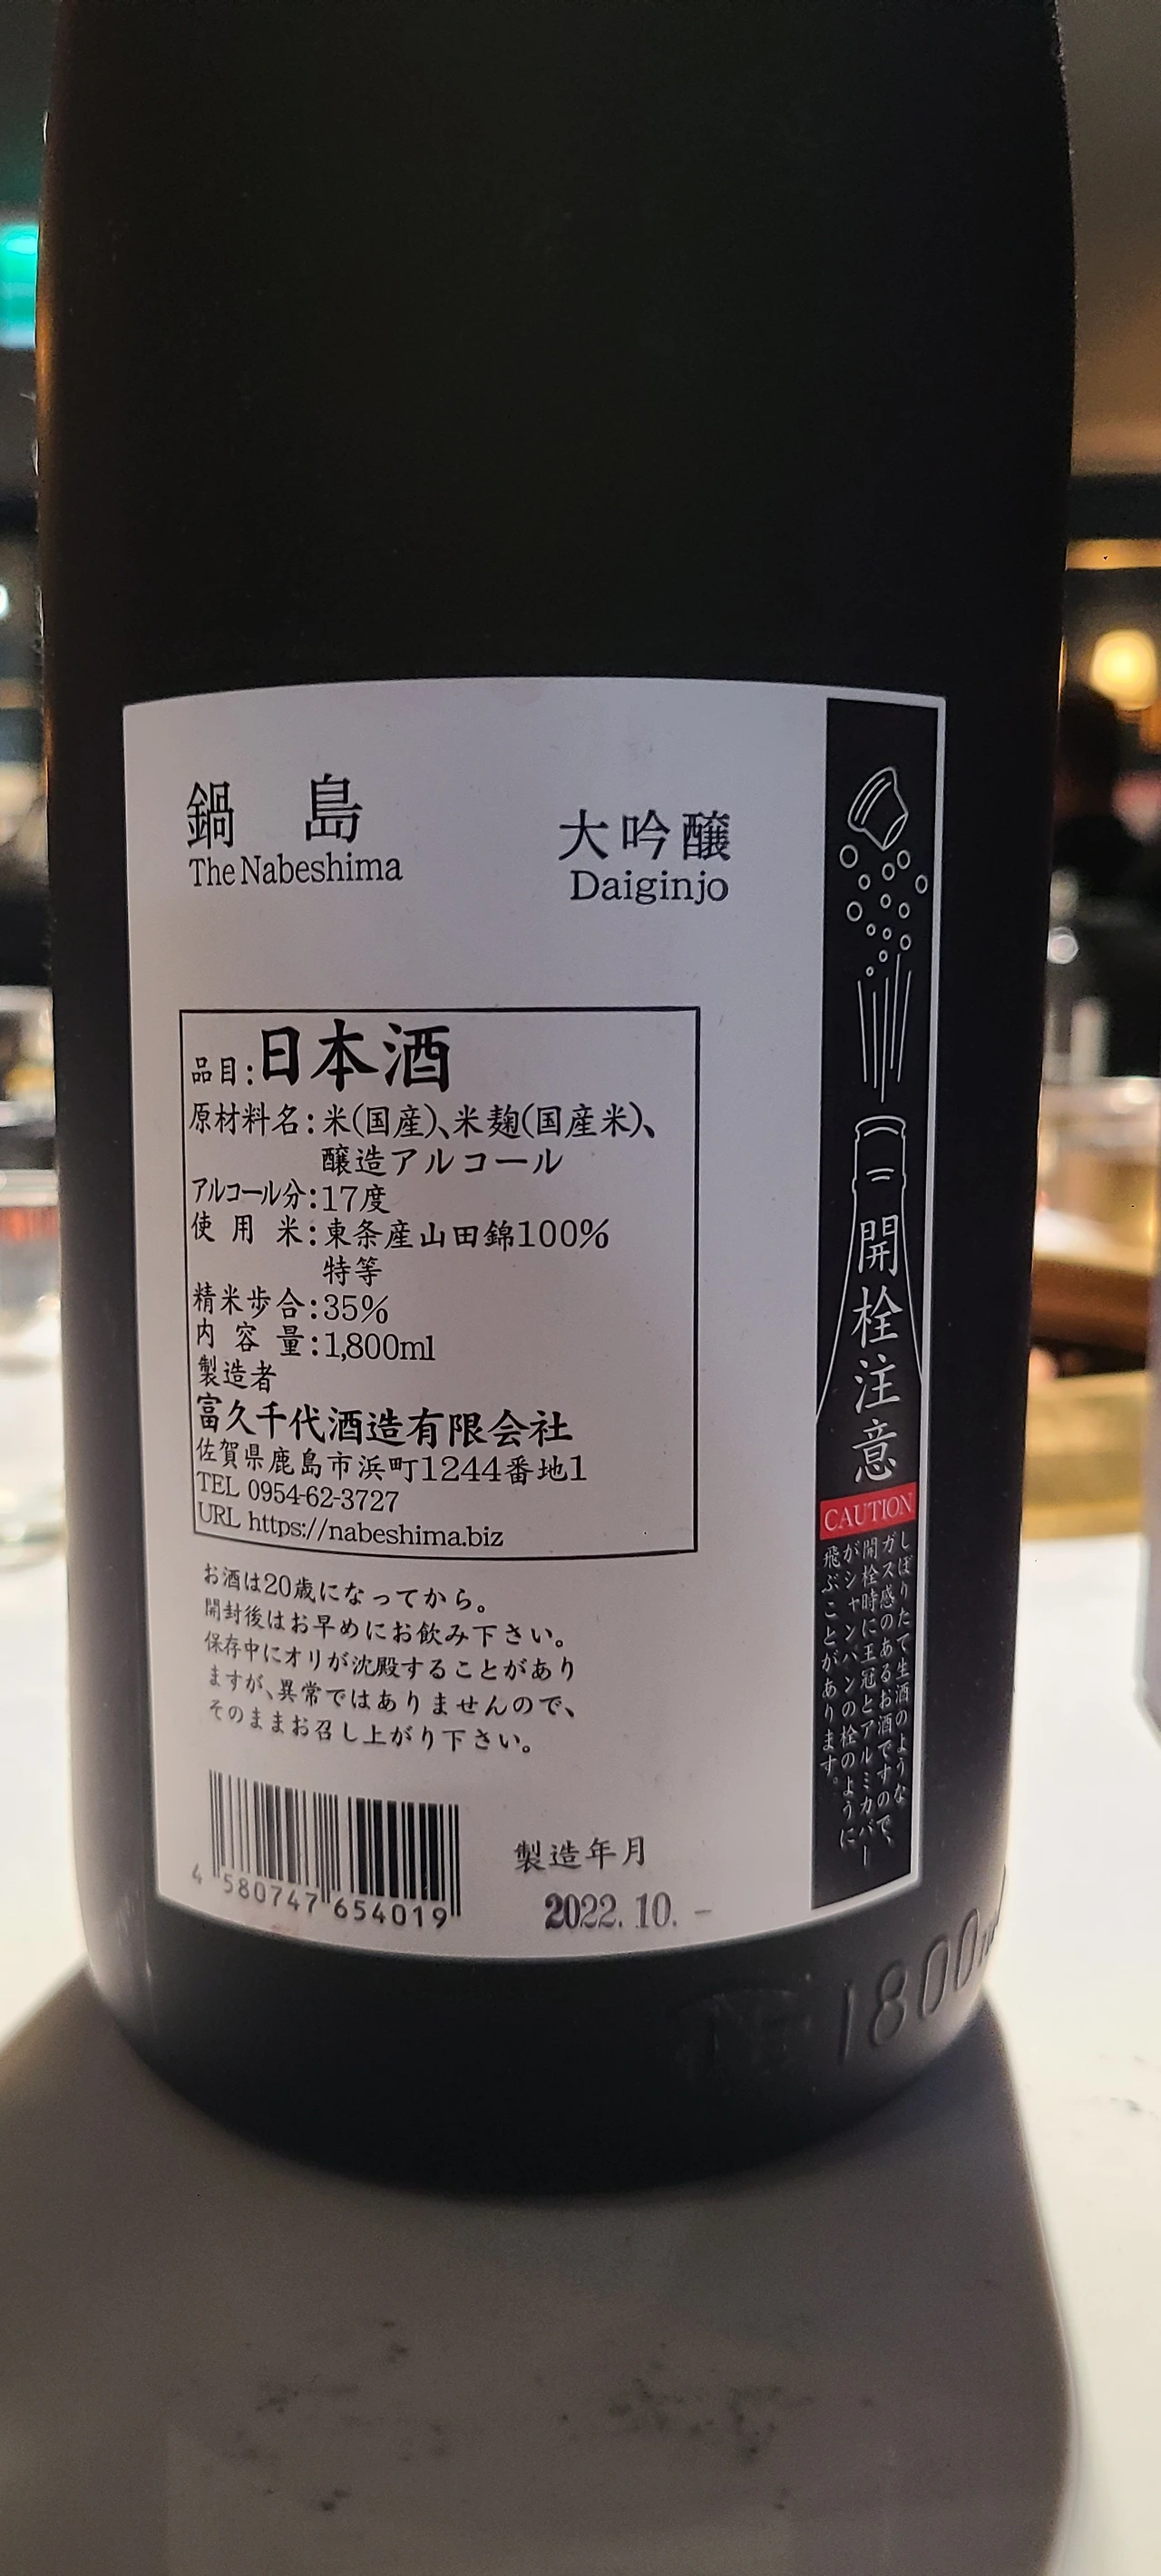 鍋 島
The Nabeshima
大吟醸
Daiginjo
品目:日本酒
原材料名:米(国産)、米麹(国産米)、
醸造アルコール
アルコール分:17度
使用米:東条産山田錦100%
特等
精米歩合:35%
内容量:1,800ml
製造者
富久千代酒造有限会社
佐賀県鹿島市浜町1244番地1
TEL 0954-62-3727
URL https://nabeshima.biz
お酒は20歳になってから。
開封後はお早めにお飲み下さい。
保存中にオリが沈殿することがあり
ますが、異常ではありませんので、
そのままお召し上がり下さい。
4 580747 654019
製造年月
2022. 10. -
開栓注意
CAUTION
しぼりたて生酒のような
ガス感のあるお酒ですので、
開栓時に王冠とアルミカバー
がシャンパンの栓のように
飛ぶことがあります。
1800ml